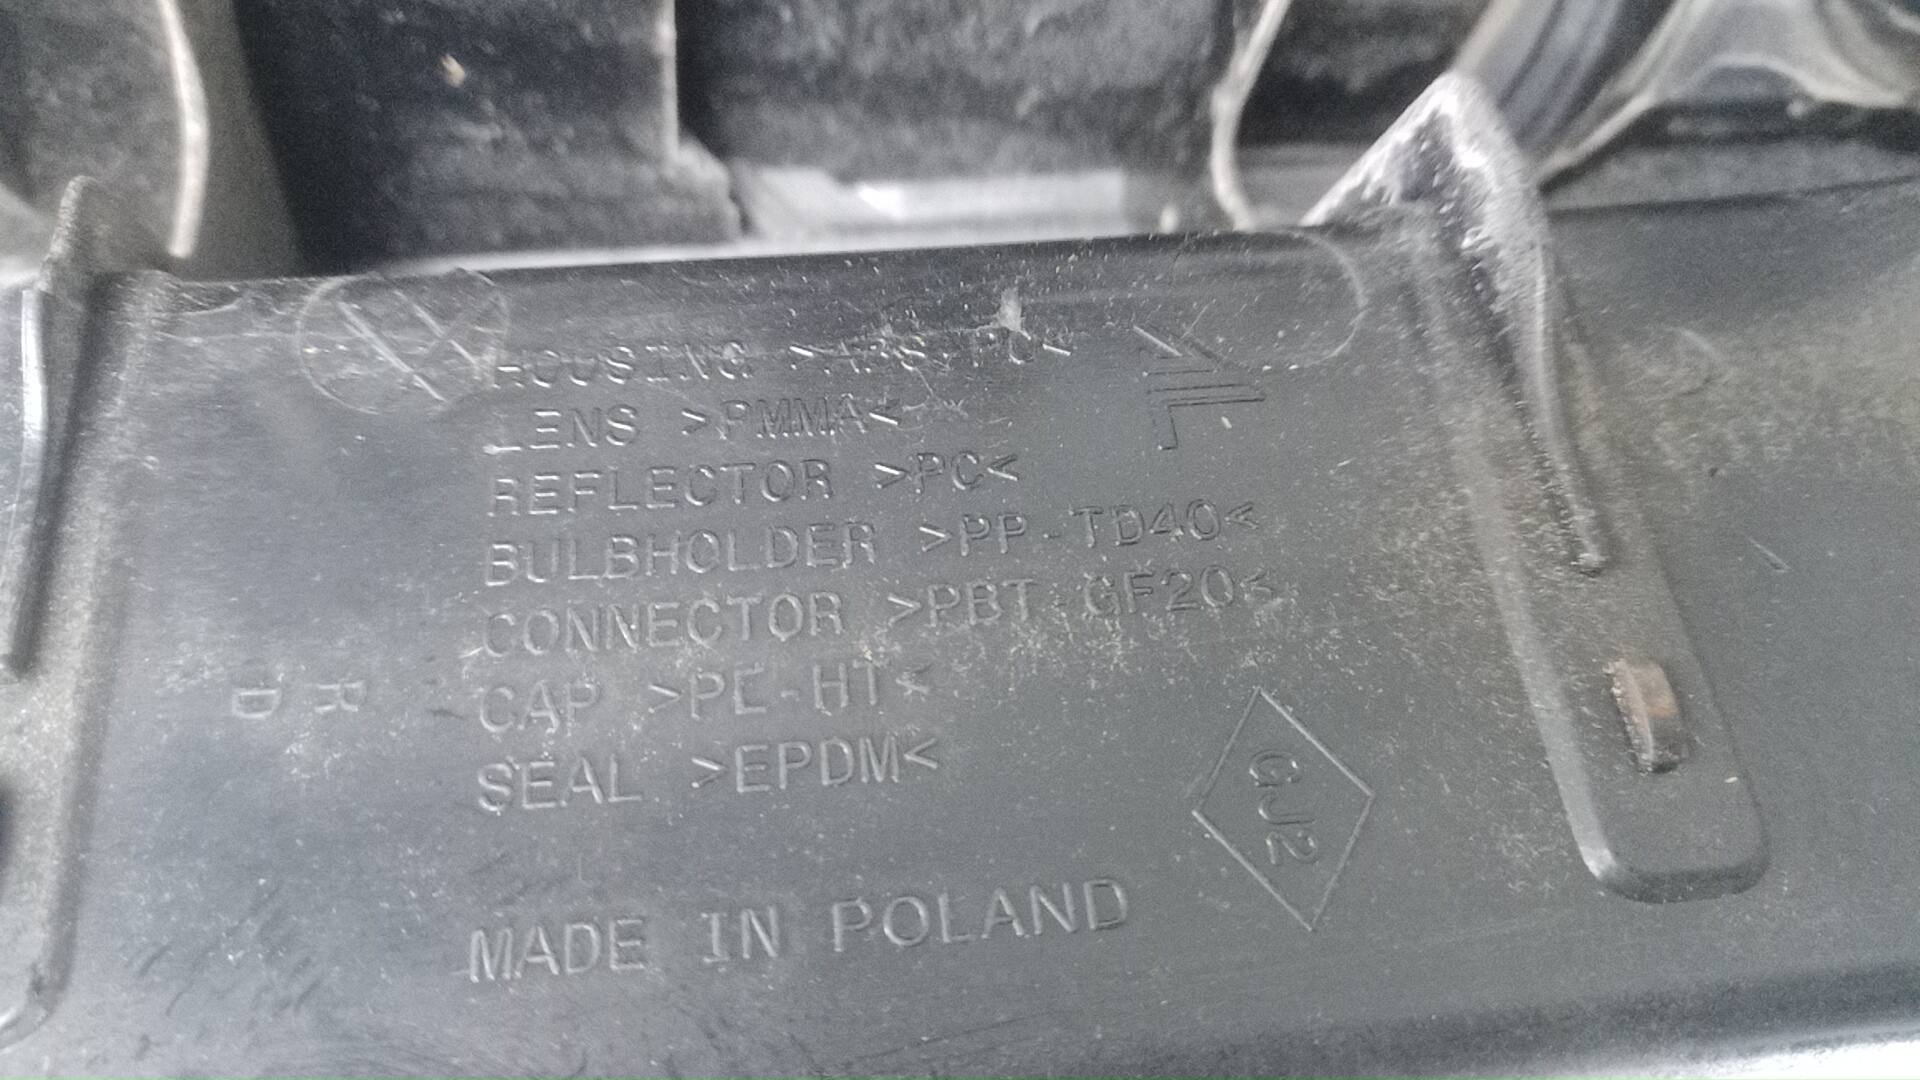 HOUSING >ABS+PC<
LENS >PMMA<
REFLECTOR >PC<
BULBHOLDER >PP-TD40<
CONNECTOR >PBT-GF20<
CAP >PE-HT<
SEAL >EPDM<
R
D
GJ2
MADE IN POLAND